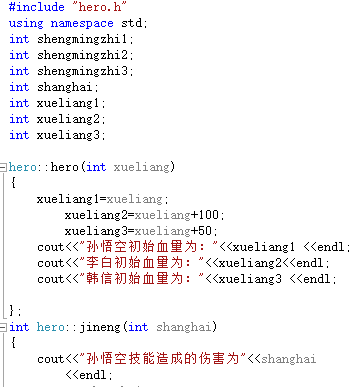 #include "hero.h"
using namespace std;
int shengmingzhi1;
int shengmingzhi2;
int shengmingzhi3;
int shanghai;
int xueliang1;
int xueliang2;
int xueliang3;
hero::hero(int xueliang)
{
xueliang1=xueliang;
xueliang2=xueliang+100;
xueliang3=xueliang+50;
cout<<"孙悟空初始血量为："<<xueliang1 <<endl;
cout<<"李白初始血量为："<<xueliang2<<endl;
cout<<"韩信初始血量为："<<xueliang3 <<endl;
};
int hero::jineng(int shanghai)
{
cout<<"孙悟空技能造成的伤害为"<<shanghai
<<endl;